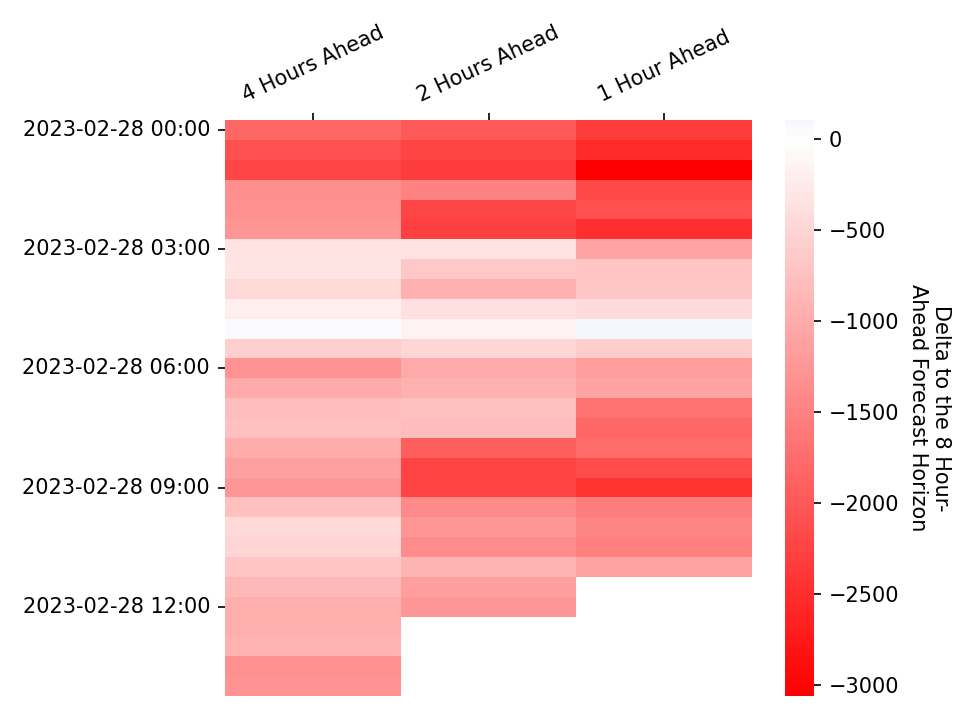 4 Hours Ahead
2 Hours Ahead
1 Hour Ahead
2023-02-28 00:00
2023-02-28 03:00
2023-02-28 06:00
2023-02-28 09:00
2023-02-28 12:00
0
−500
−1000
−1500
−2000
−2500
−3000
Delta to the 8 Hour-
Ahead Forecast Horizon